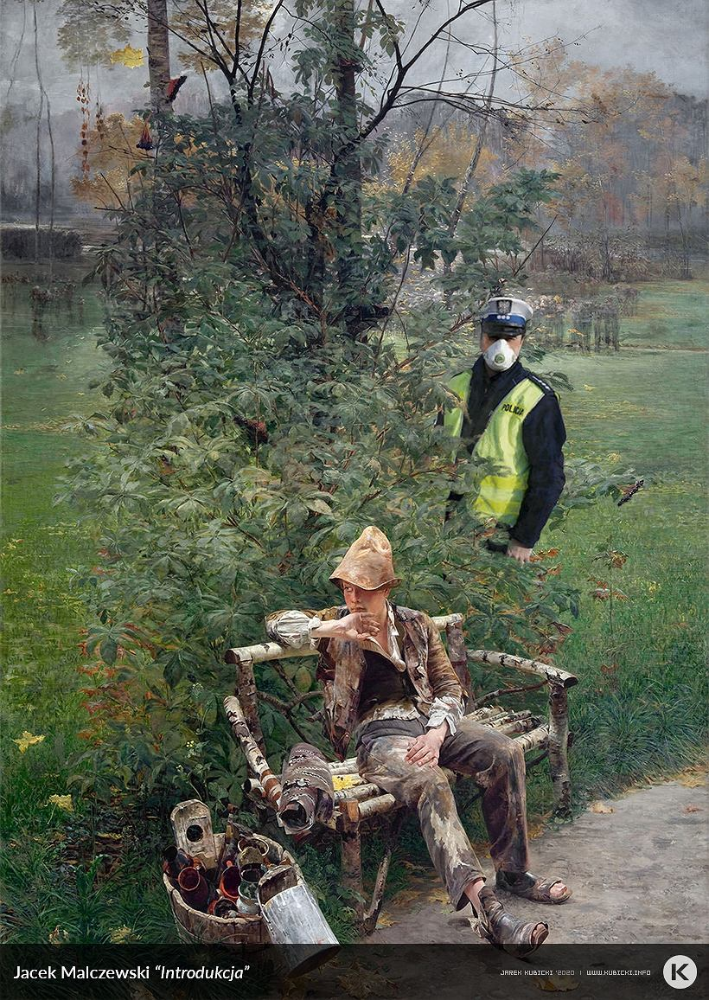 POLICJA
Jacek Malczewski “Introdukcja”
JAREK KUBICKI '2020 | WWW.KUBICKI.INFO
K